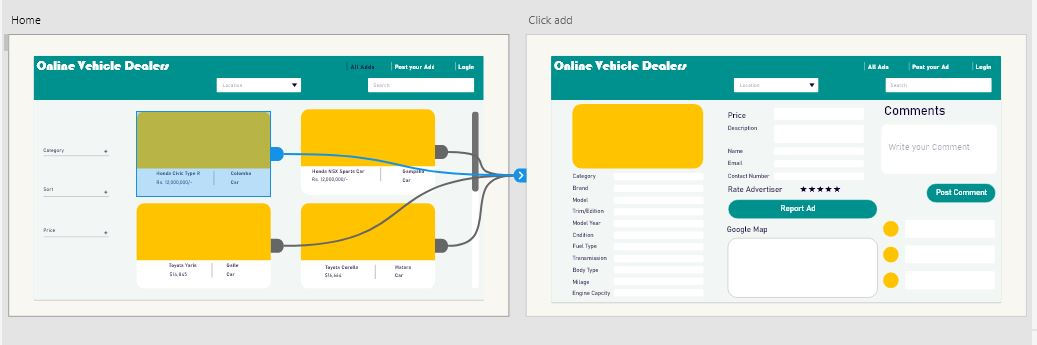 Home
Online Vehicle Dealers
All Adds
Post your Add
Login
Location
Search
Category
+
Sort
+
Price
+
Honda Civic Type R
Colombo
Rs. 12,000,000/-
Car
Honda NSX Sports Car
Gampaha
Rs. 12,000,000/-
Car
Toyota Yaris
Galle
Car
Toyota Corolla
Matara
Car
Click add
Online Vehicle Dealers
All Ads
Post your Ad
Login
Location
Search
Category
Brand
Model
Trim/Edition
Model Year
Cndition
Fuel Type
Transmission
Body Type
Milage
Engine Capcity
Price
Description
Name
Email
Contact Number
Rate Advertiser ★★★★★
Report Ad
Google Map
Comments
Write your Comment
Post Comment